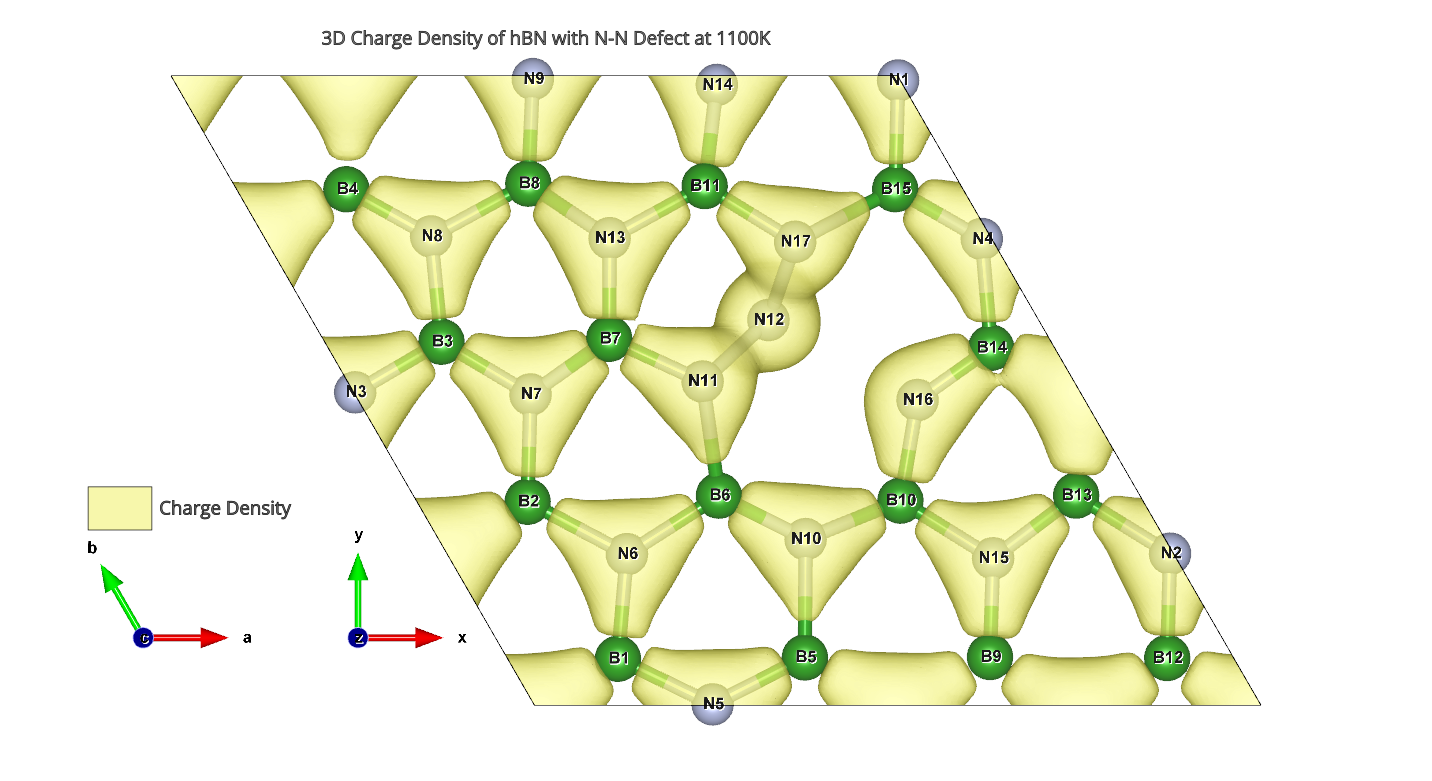 3D Charge Density of hBN with N-N Defect at 1100K
N9 N14 N1
B4 B8 B11 B15
N8 N13 N17 N4
N12
B3 B7 B14
N3 N7 N11 N16
B2 B6 B10 B13
Charge Density
N6 N10 N15 N2
b y
c a z x
B1 B5 B9 B12
N5